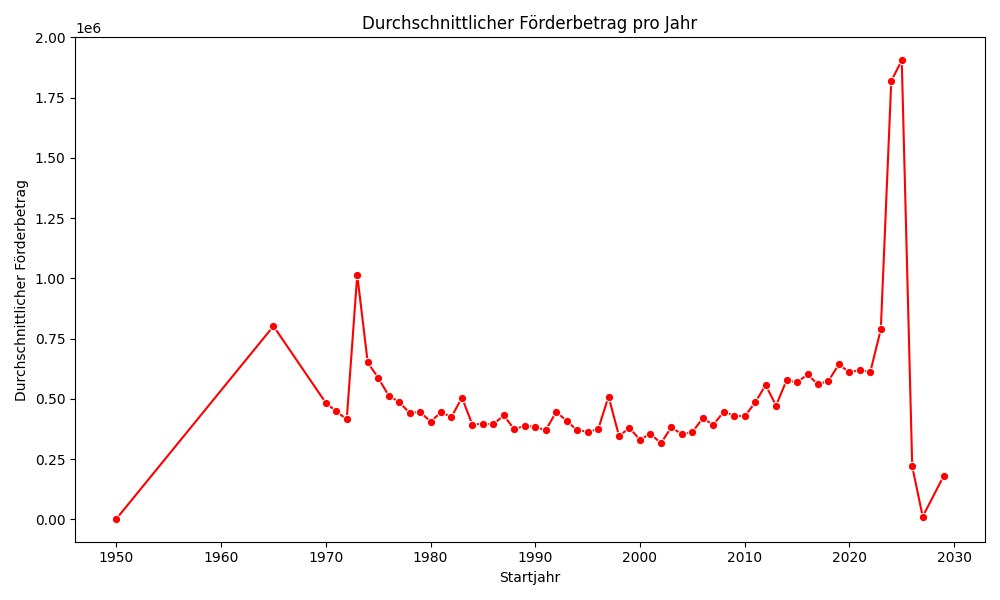 Durchschnittlicher Förderbetrag pro Jahr
1e6
2.00
1.75
1.50
1.25
1.00
0.75
0.50
0.25
0.00
Durchschnittlicher Förderbetrag
1950 1960 1970 1980 1990 2000 2010 2020 2030
Startjahr